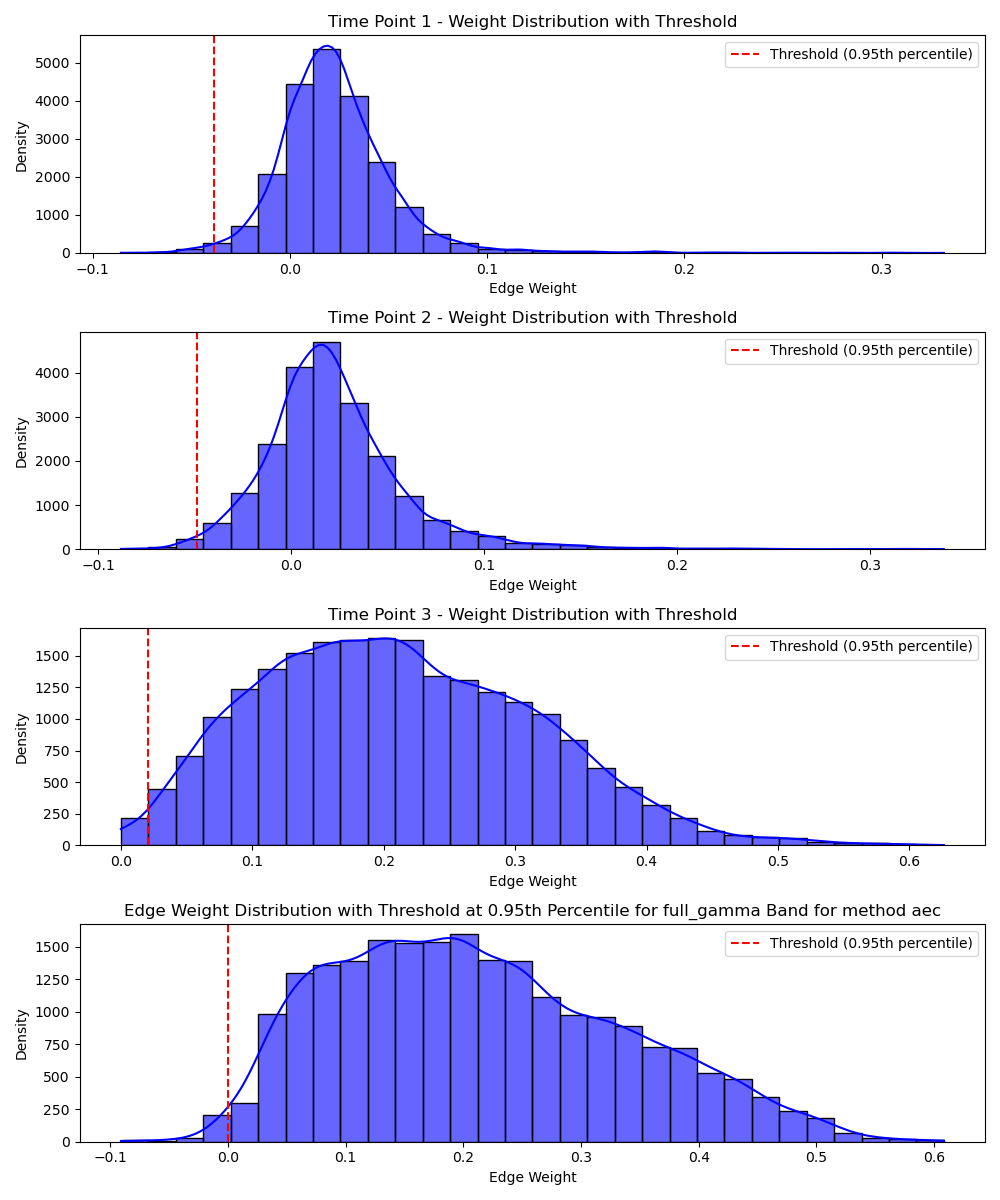 Time Point 1 - Weight Distribution with Threshold
Threshold (0.95th percentile)
Density
5000
4000
3000
2000
1000
0
−0.1 0.0 0.1 0.2 0.3
Edge Weight
Time Point 2 - Weight Distribution with Threshold
Threshold (0.95th percentile)
Density
4000
3000
2000
1000
0
−0.1 0.0 0.1 0.2 0.3
Edge Weight
Time Point 3 - Weight Distribution with Threshold
Threshold (0.95th percentile)
Density
1500
1250
1000
750
500
250
0
0.0 0.1 0.2 0.3 0.4 0.5 0.6
Edge Weight
Edge Weight Distribution with Threshold at 0.95th Percentile for full_gamma Band for method aec
Threshold (0.95th percentile)
Density
1500
1250
1000
750
500
250
0
−0.1 0.0 0.1 0.2 0.3 0.4 0.5 0.6
Edge Weight